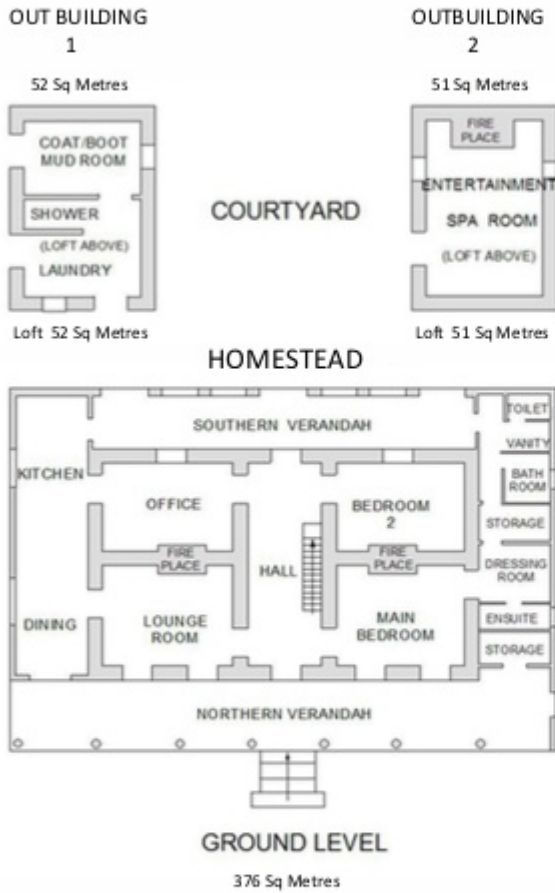 OUT BUILDING
1
52 Sq Metres
COAT/BOOT
MUD ROOM
SHOWER
(LOFT ABOVE)
LAUNDRY
Loft 52 Sq Metres
COURTYARD
OUTBUILDING
2
51 Sq Metres
FIRE
PLACE
ENTERTAINMENT
SPA ROOM
(LOFT ABOVE)
Loft 51 Sq Metres
HOMESTEAD
SOUTHERN VERANDAH
KITCHEN
DINING
OFFICE
FIRE
PLACE
LOUNGE
ROOM
HALL
BEDROOM
2
FIRE
PLACE
MAIN
BEDROOM
TOILET
VANITY
BATH
ROOM
STORAGE
DRESSING
ROOM
ENSUITE
STORAGE
NORTHERN VERANDAH
GROUND LEVEL
376 Sq Metres